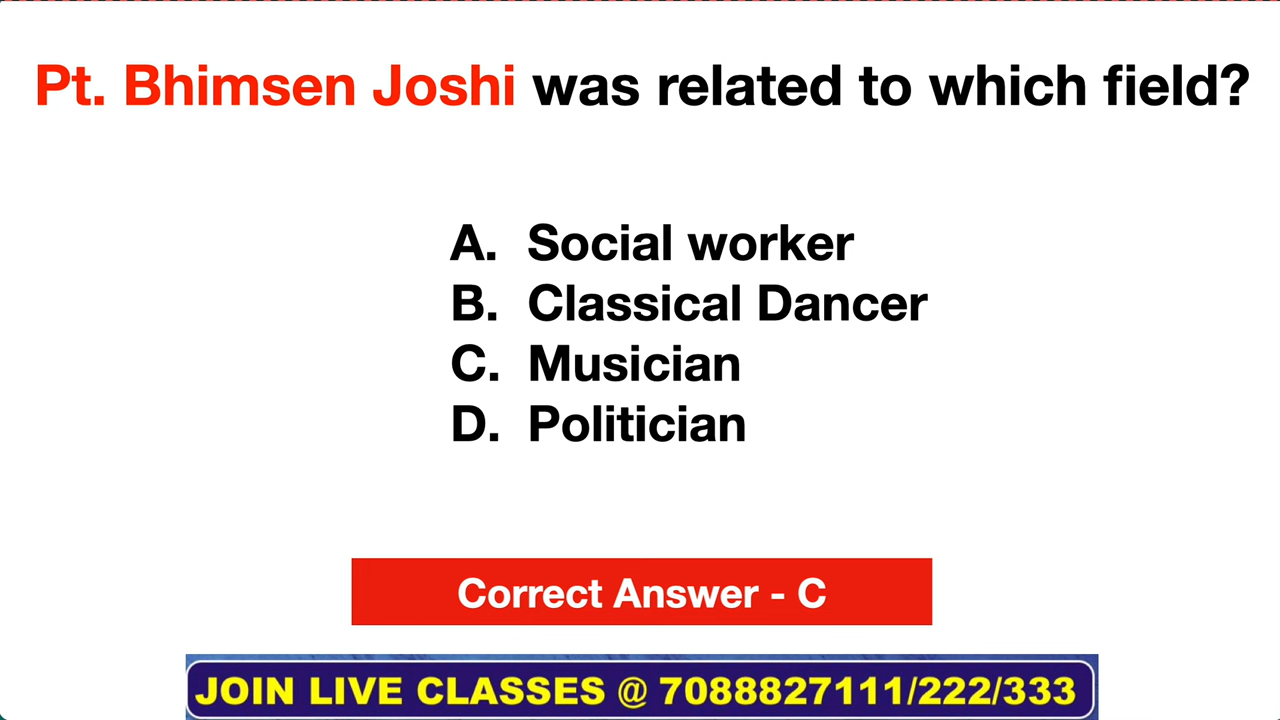 Pt. Bhimsen Joshi was related to which field?
A. Social worker
B. Classical Dancer
C. Musician
D. Politician
Correct Answer - C
JOIN LIVE CLASSES @ 7088827111/222/333